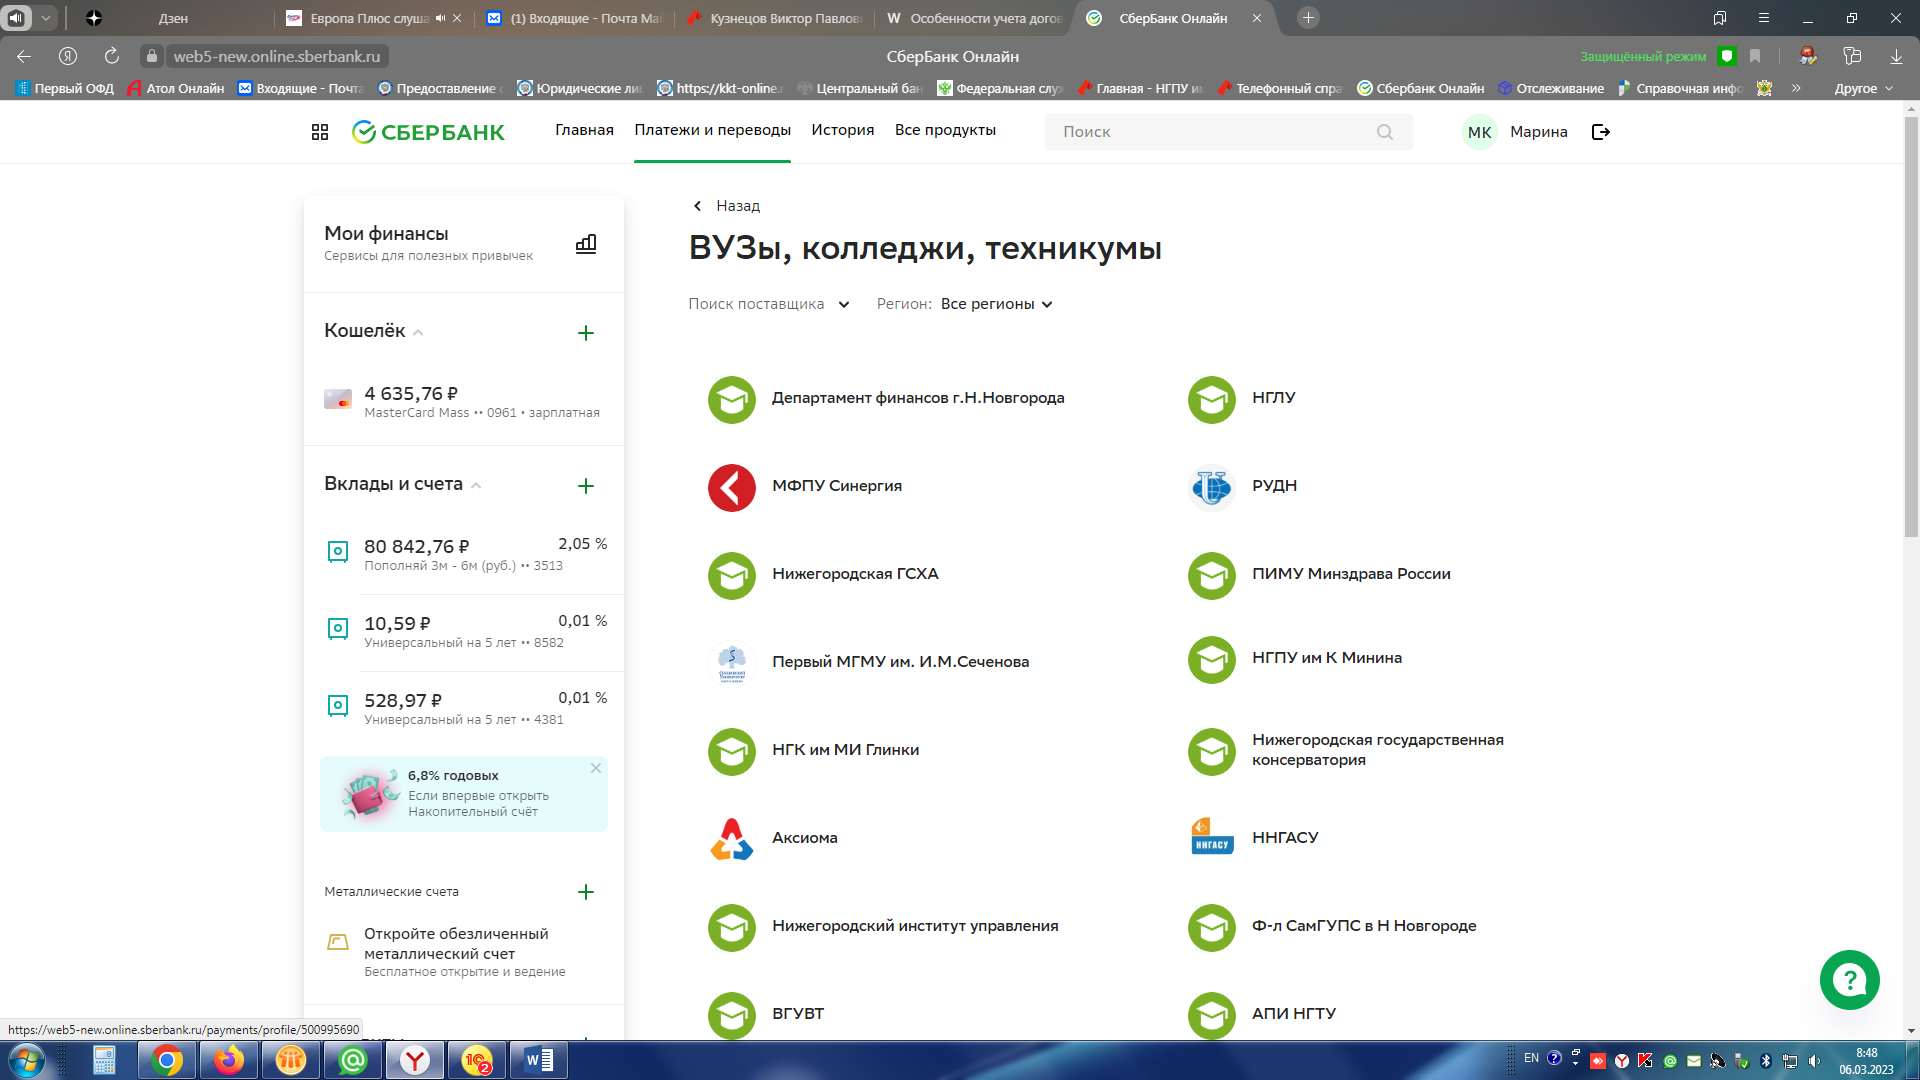 Дзен
Европа Плюс слуша
(1) Входящие - Почта Mai
Кузнецов Виктор Павлов
Особенности учета догов
СберБанк Онлайн
web5-new.online.sberbank.ru
СберБанк Онлайн
Защищённый режим
Первый ОФД
Атол Онлайн
Входящие - Почта
Предоставление
Юридические ли
https://kkt-online.
Центральный бан
Федеральная слу
Главная - НГПУ и
Телефонный спра
Сбербанк Онлайн
Отслеживание
Справочная инфо
Другое
СБЕРБАНК
Главная
Платежи и переводы
История
Все продукты
Поиск
МК
Марина
Мои финансы
Сервисы для полезных привычек
Кошелёк
4 635,76 ₽
MasterCard Mass •• 0961 • зарплатная
Вклады и счета
80 842,76 ₽
2,05 %
Пополняй 3м - 6м (руб.) •• 3513
10,59 ₽
0,01 %
Универсальный на 5 лет •• 8582
528,97 ₽
0,01 %
Универсальный на 5 лет •• 4381
6,8% годовых
Если впервые открыть
Накопительный счёт
Металлические счета
Откройте обезличенный
металлический счет
Бесплатное открытие и ведение
Назад
ВУЗы, колледжи, техникумы
Поиск поставщика
Регион: Все регионы
Департамент финансов г.Н.Новгорода
НГЛУ
МФПУ Синергия
РУДН
Нижегородская ГСХА
ПИМУ Минздрава России
Первый МГМУ им. И.М.Сеченова
НГПУ им К Минина
НГК им МИ Глинки
Нижегородская государственная
консерватория
Аксиома
ННГАСУ
ННГАСУ
Нижегородский институт управления
Ф-л СамГУПС в Н Новгороде
ВГУВТ
АПИ НГТУ
https://web5-new.online.sberbank.ru/payments/profile/500995690
EN
8:48
06.03.2023